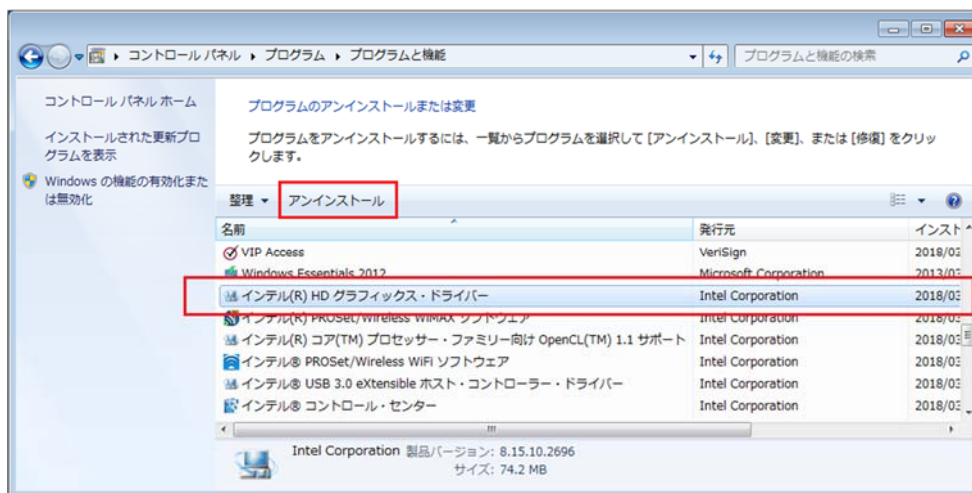 コントロール パネル ▸ プログラム ▸ プログラムと機能
プログラムと機能の検索
コントロール パネル ホーム
インストールされた更新プロ
グラムを表示
Windows の機能の有効化また
は無効化
プログラムのアンインストールまたは変更
プログラムをアンインストールするには、一覧からプログラムを選択して [アンインストール]、[変更]、または [修復] をクリッ
クします。
整理 アンインストール
名前 発行元 インスト
VIP Access VeriSign 2018/03
Windows Essentials 2012 Microsoft Corporation 2013/03
インテル(R) HD グラフィックス・ドライバー Intel Corporation 2018/03
インテル(R) PROSet/Wireless WiMAX ソフトウェア Intel Corporation 2018/03
インテル(R) コア(TM) プロセッサー・ファミリー向け OpenCL(TM) 1.1 サポート Intel Corporation 2018/03
インテル® PROSet/Wireless WiFi ソフトウェア Intel Corporation 2018/03
インテル® USB 3.0 eXtensible ホスト・コントローラー・ドライバー Intel Corporation 2018/03
インテル® コントロール・センター Intel Corporation 2018/03
Intel Corporation 製品バージョン: 8.15.10.2696
サイズ: 74.2 MB